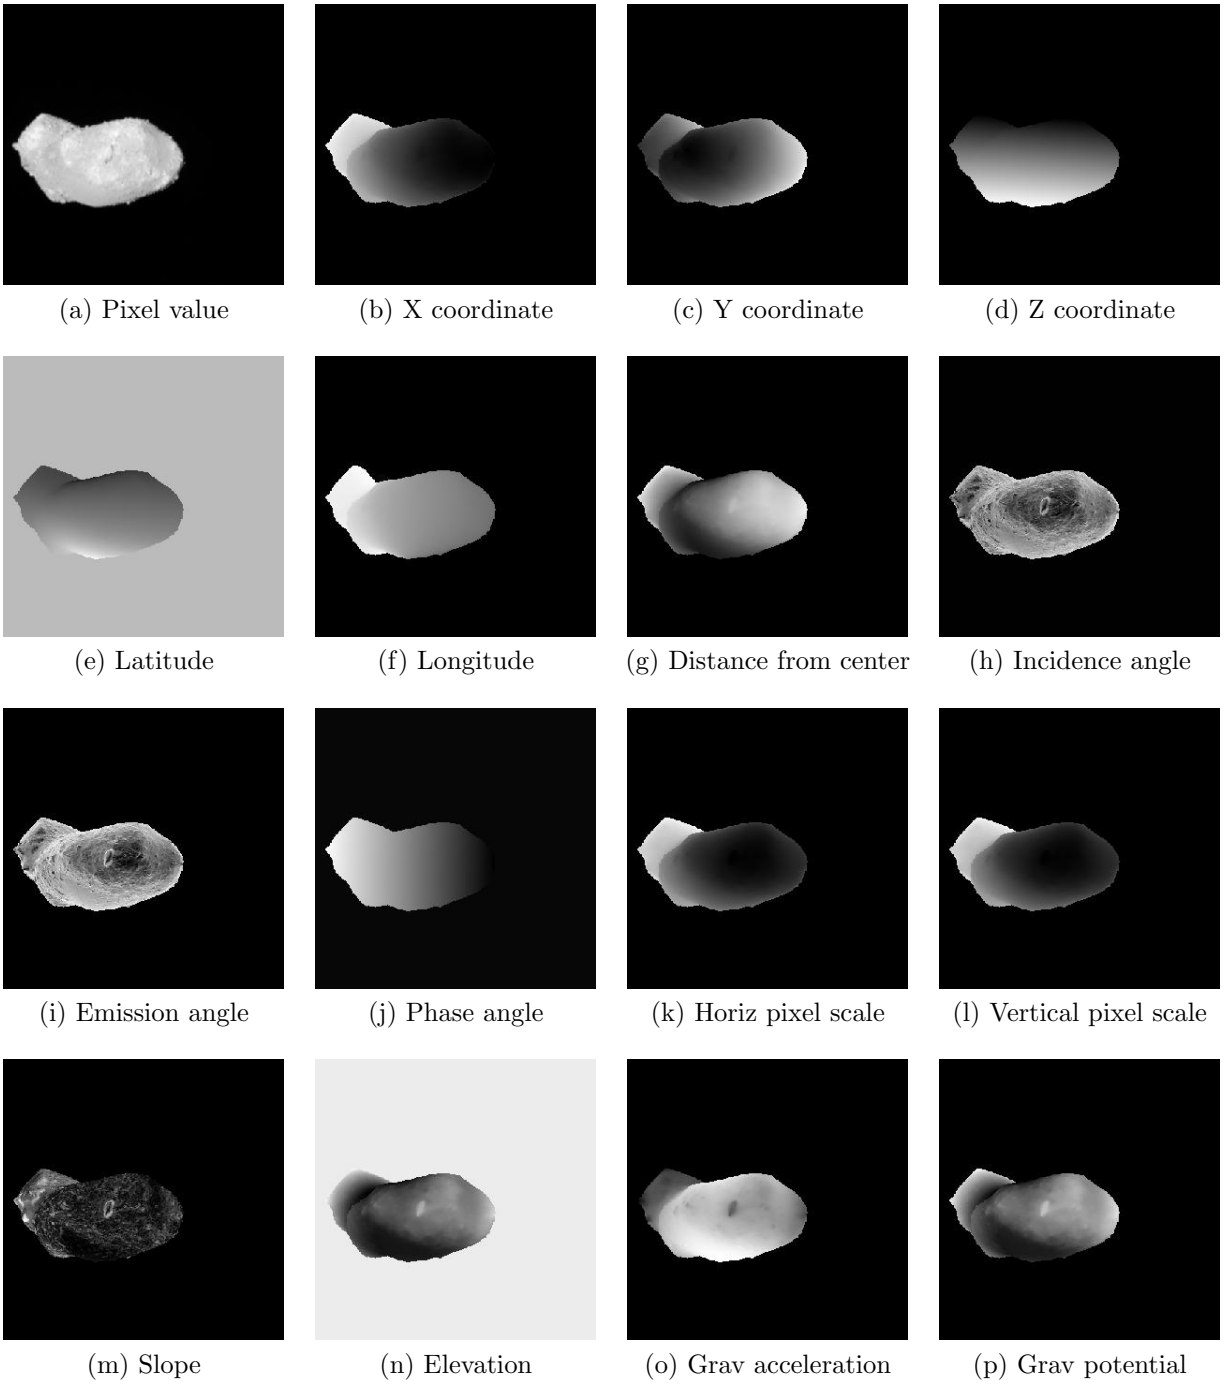 (a) Pixel value
(b) X coordinate
(c) Y coordinate
(d) Z coordinate
(e) Latitude
(f) Longitude
(g) Distance from center
(h) Incidence angle
(i) Emission angle
(j) Phase angle
(k) Horiz pixel scale
(l) Vertical pixel scale
(m) Slope
(n) Elevation
(o) Grav acceleration
(p) Grav potential